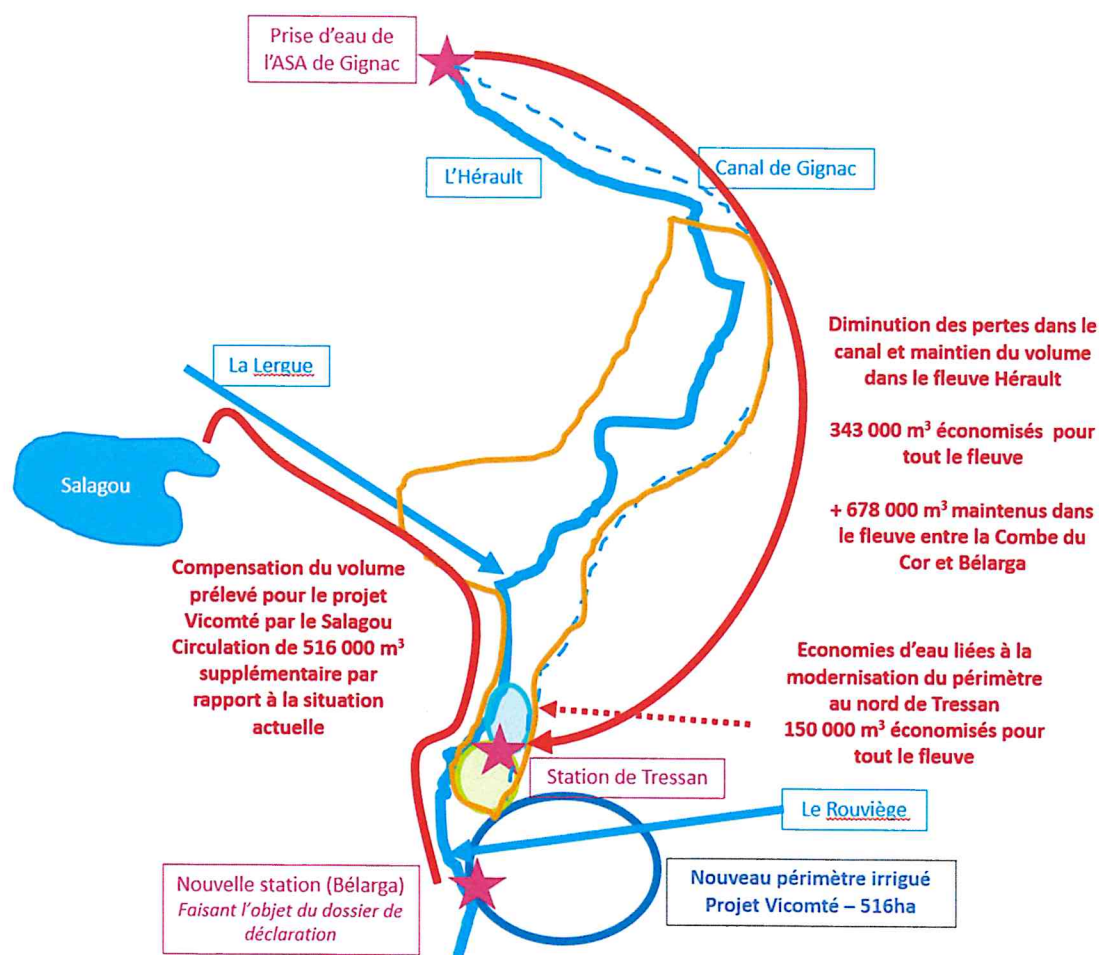 Prise d'eau de
l'ASA de Gignac
L'Hérault
Canal de Gignac
La Lergue
Salagou
Diminution des pertes dans le
canal et maintien du volume
dans le fleuve Hérault
343 000 m³ économisés pour
tout le fleuve
+ 678 000 m³ maintenus dans
le fleuve entre la Combe du
Cor et Bélarga
Compensation du volume
prélevé pour le projet
Vicomté par le Salagou
Circulation de 516 000 m³
supplémentaire par
rapport à la situation
actuelle
Economies d'eau liées à la
modernisation du périmètre
au nord de Tressan
150 000 m³ économisés pour
tout le fleuve
Station de Tressan
Le Rouviège
Nouvelle station (Bélarga)
Faisant l'objet du dossier de
déclaration
Nouveau périmètre irrigué
Projet Vicomté – 516ha